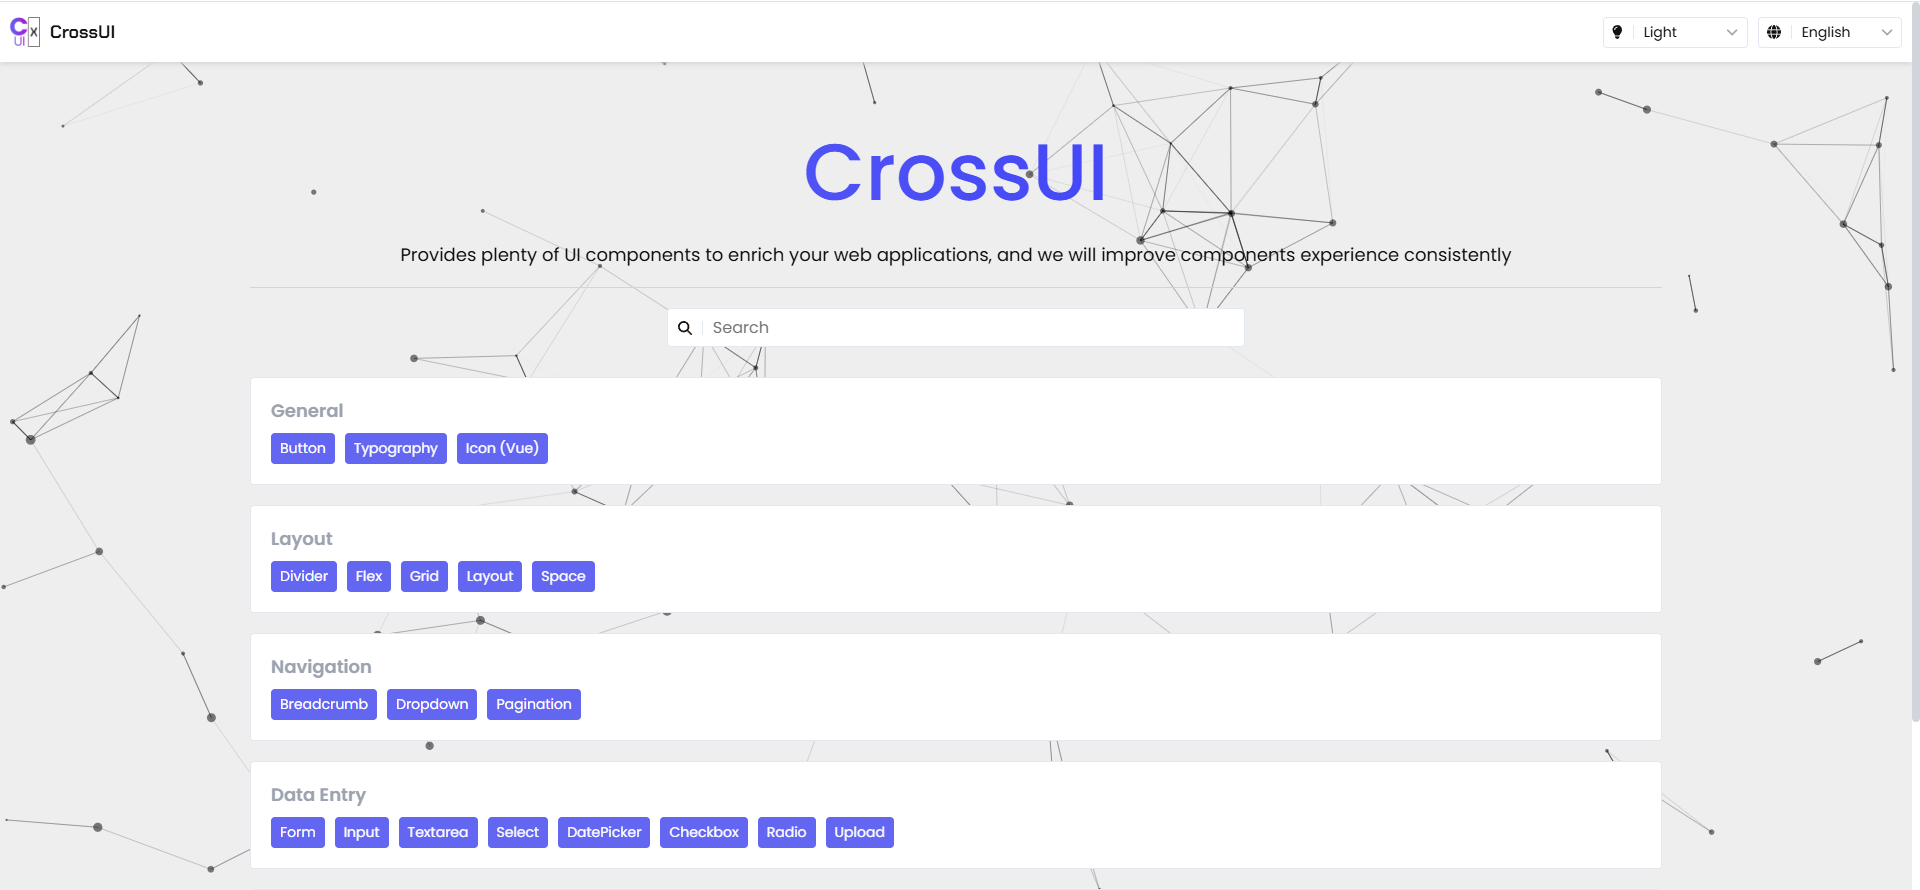 C UI X CrossUI
Light
English
CrossUI
Provides plenty of UI components to enrich your web applications, and we will improve components experience consistently
Search
General
Button Typography Icon (Vue)
Layout
Divider Flex Grid Layout Space
Navigation
Breadcrumb Dropdown Pagination
Data Entry
Form Input Textarea Select DatePicker Checkbox Radio Upload